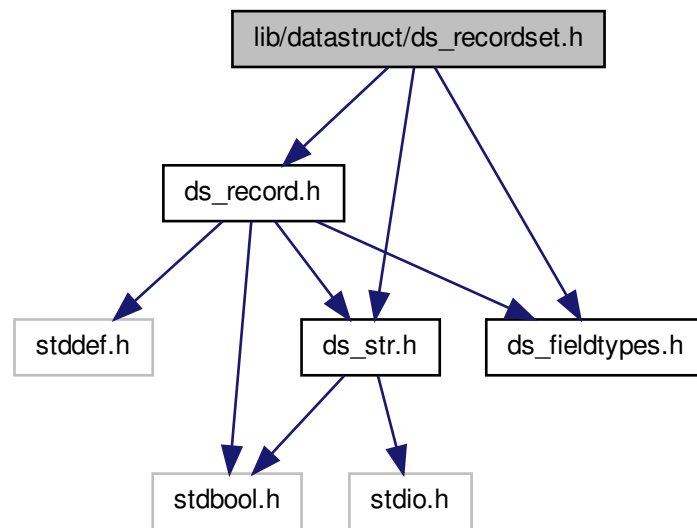 lib/datastruct/ds_recordset.h
ds_record.h
stddef.h
ds_str.h
ds_fieldtypes.h
stdbool.h
stdio.h